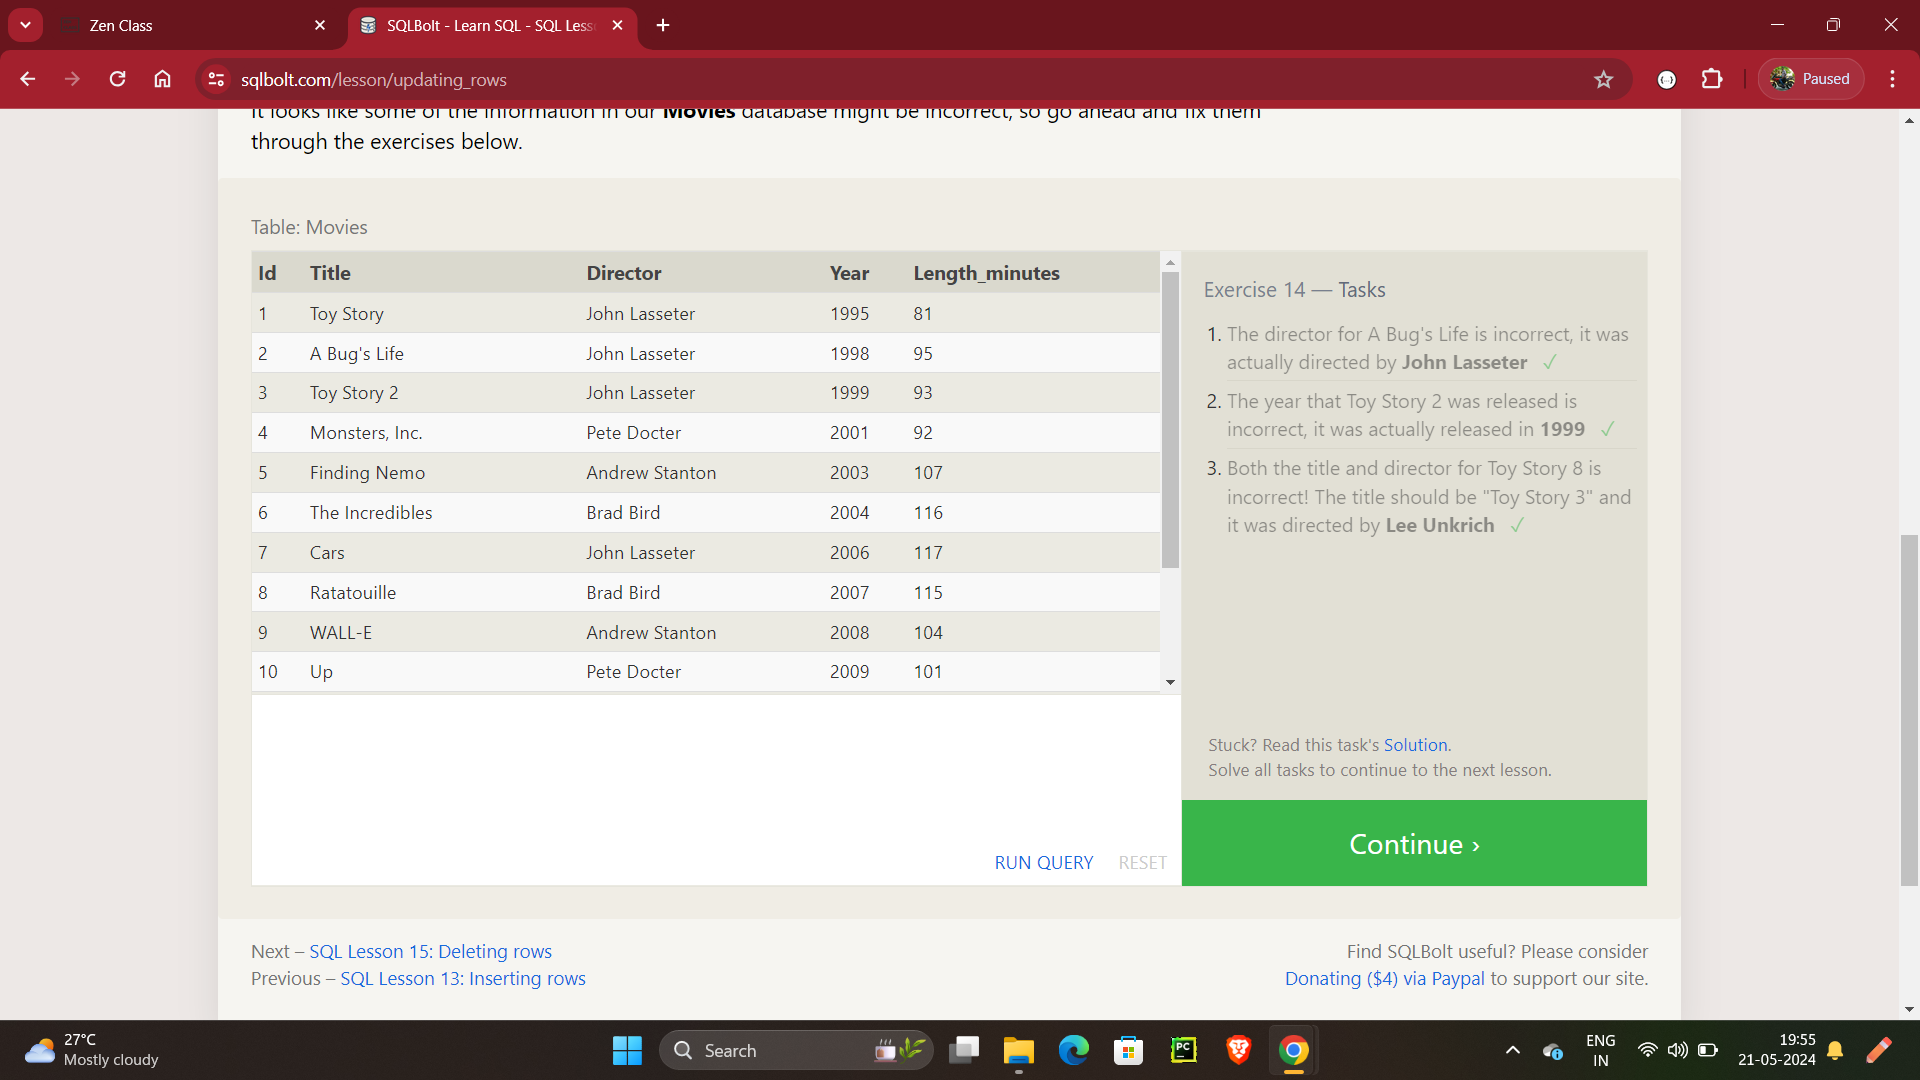 Zen Class
SQLBolt - Learn SQL - SQL Less
sqlbolt.com/lesson/updating_rows
Paused
It looks like some of the information in our Movies database might be incorrect, so go ahead and fix them
through the exercises below.
Table: Movies
Id Title Director Year Length_minutes
1 Toy Story John Lasseter 1995 81
2 A Bug's Life John Lasseter 1998 95
3 Toy Story 2 John Lasseter 1999 93
4 Monsters, Inc. Pete Docter 2001 92
5 Finding Nemo Andrew Stanton 2003 107
6 The Incredibles Brad Bird 2004 116
7 Cars John Lasseter 2006 117
8 Ratatouille Brad Bird 2007 115
9 WALL-E Andrew Stanton 2008 104
10 Up Pete Docter 2009 101
RUN QUERY RESET
Exercise 14 — Tasks
1. The director for A Bug's Life is incorrect, it was
actually directed by John Lasseter ✓
2. The year that Toy Story 2 was released is
incorrect, it was actually released in 1999 ✓
3. Both the title and director for Toy Story 8 is
incorrect! The title should be "Toy Story 3" and
it was directed by Lee Unkrich ✓
Stuck? Read this task's Solution.
Solve all tasks to continue to the next lesson.
Continue ›
Next – SQL Lesson 15: Deleting rows
Previous – SQL Lesson 13: Inserting rows
Find SQLBolt useful? Please consider
Donating ($4) via Paypal to support our site.
27°C
Mostly cloudy
Search
PC
ENG
IN
19:55
21-05-2024